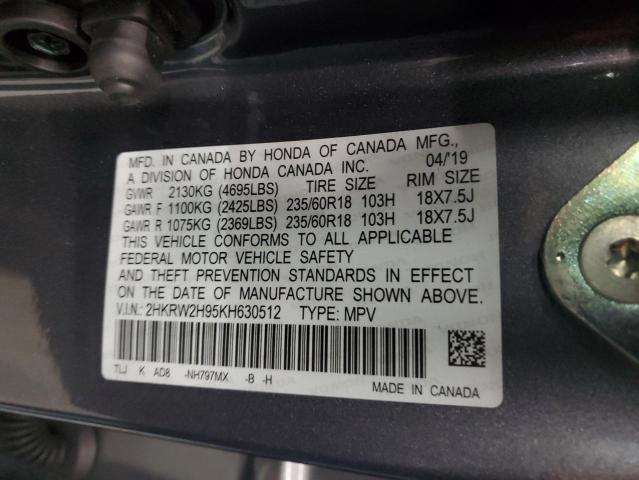 MFD. IN CANADA BY HONDA OF CANADA MFG.,
A DIVISION OF HONDA CANADA INC. 04/'19
GVWR 2130KG (4695LBS) TIRE SIZE RIM SIZE
GAWR F 1100KG (2425LBS) 235/60R18 103H 18X7.5J
GAWR R 1075KG (2369LBS) 235/60R18 103H 18X7.5J
THIS VEHICLE CONFORMS TO ALL APPLICABLE
FEDERAL MOTOR VEHICLE SAFETY
AND THEFT PREVENTION STANDARDS IN EFFECT
ON THE DATE OF MANUFACTURE SHOWN ABOVE.
V.I.N.: 2HKRW2H95KH630512 TYPE: MPV
TLJ K AD8 -NH797MX -B -H
MADE IN CANADA